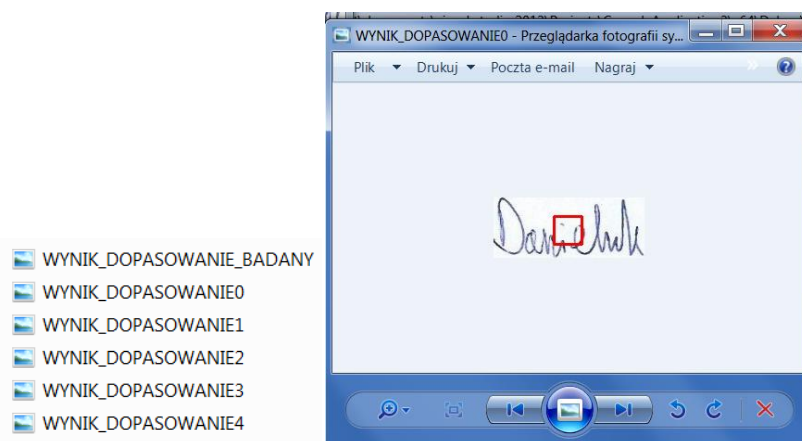 WYNIK_DOPASOWANIE_BADANY
WYNIK_DOPASOWANIE0
WYNIK_DOPASOWANIE1
WYNIK_DOPASOWANIE2
WYNIK_DOPASOWANIE3
WYNIK_DOPASOWANIE4
WYNIK_DOPASOWANIE0 - Przeglądarka fotografii sy...
Plik Drukuj Poczta e-mail Nagraj